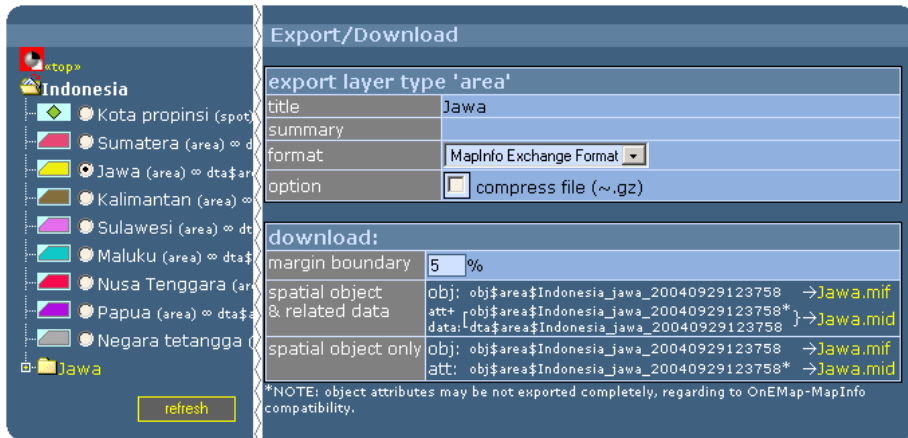 Export/Download
«top»
Indonesia
Kota propinsi (spot)
Sumatera (area) ∞ d
Jawa (area) ∞ dta$are
Kalimantan (area) ∞
Sulawesi (area) ∞ dt
Maluku (area) ∞ dta$
Nusa Tenggara (are
Papua (area) ∞ dta$a
Negara tetangga (
Jawa
refresh
export layer type 'area'
title Jawa
summary
format MapInfo Exchange Format
option compress file (~.gz)
download:
margin boundary 5 %
spatial object & related data
obj: obj$area$Indonesia_jawa_20040929123758 →Jawa.mif
att+ obj$area$Indonesia_jawa_20040929123758*
data: dta$area$Indonesia_jawa_20040929123758 →Jawa.mid
spatial object only obj: obj$area$Indonesia_jawa_20040929123758 →Jawa.mif
att: obj$area$Indonesia_jawa_20040929123758* →Jawa.mid
*NOTE: object attributes may be not exported completely, regarding to OnEMap-MapInfo
compatibility.